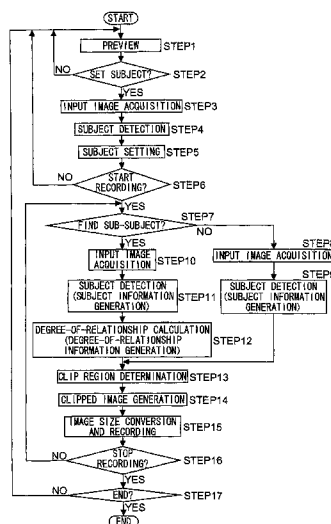 START
PREVIEW
STEP1
NO
SET SUBJECT?
STEP2
YES
INPUT IMAGE ACQUISITION
STEP3
SUBJECT DETECTION
STEP4
SUBJECT SETTING
STEP5
NO
START
RECORDING?
STEP6
YES
STEP7
FIND SUB-SUBJECT?
NO
YES
INPUT IMAGE
ACQUISITION
STEP10
STEP8
INPUT IMAGE ACQUISITION
STEP9
SUBJECT DETECTION
(SUBJECT INFORMATION
GENERATION)
STEP11
SUBJECT DETECTION
(SUBJECT INFORMATION
GENERATION)
DEGREE-OF-RELATIONSHIP CALCULATION
(DEGREE-OF-RELATIONSHIP
INFORMATION GENERATION)
STEP12
CLIP REGION DETERMINATION
STEP13
CLIPPED IMAGE GENERATION
STEP14
IMAGE SIZE CONVERSION
AND RECORDING
STEP15
NO
STOP
RECORDING?
STEP16
YES
NO
END?
STEP17
YES
END